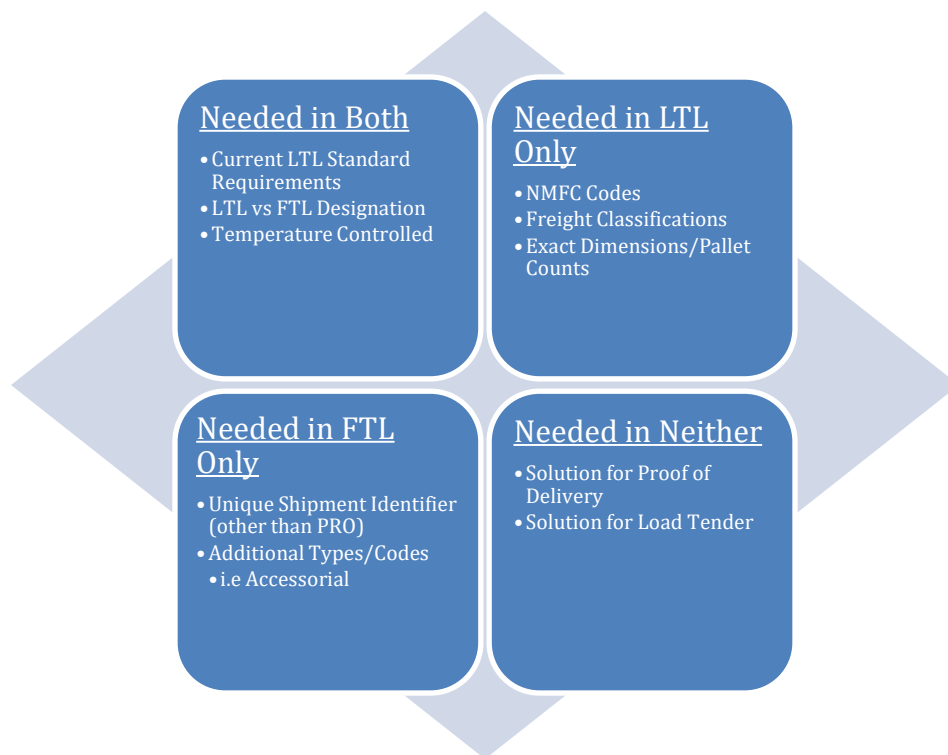 Needed in Both
• Current LTL Standard
Requirements
• LTL vs FTL Designation
• Temperature Controlled
Needed in LTL
Only
• NMFC Codes
• Freight Classifications
• Exact Dimensions/Pallet
Counts
Needed in FTL
Only
• Unique Shipment Identifier
(other than PRO)
• Additional Types/Codes
• i.e Accessorial
Needed in Neither
• Solution for Proof of
Delivery
• Solution for Load Tender